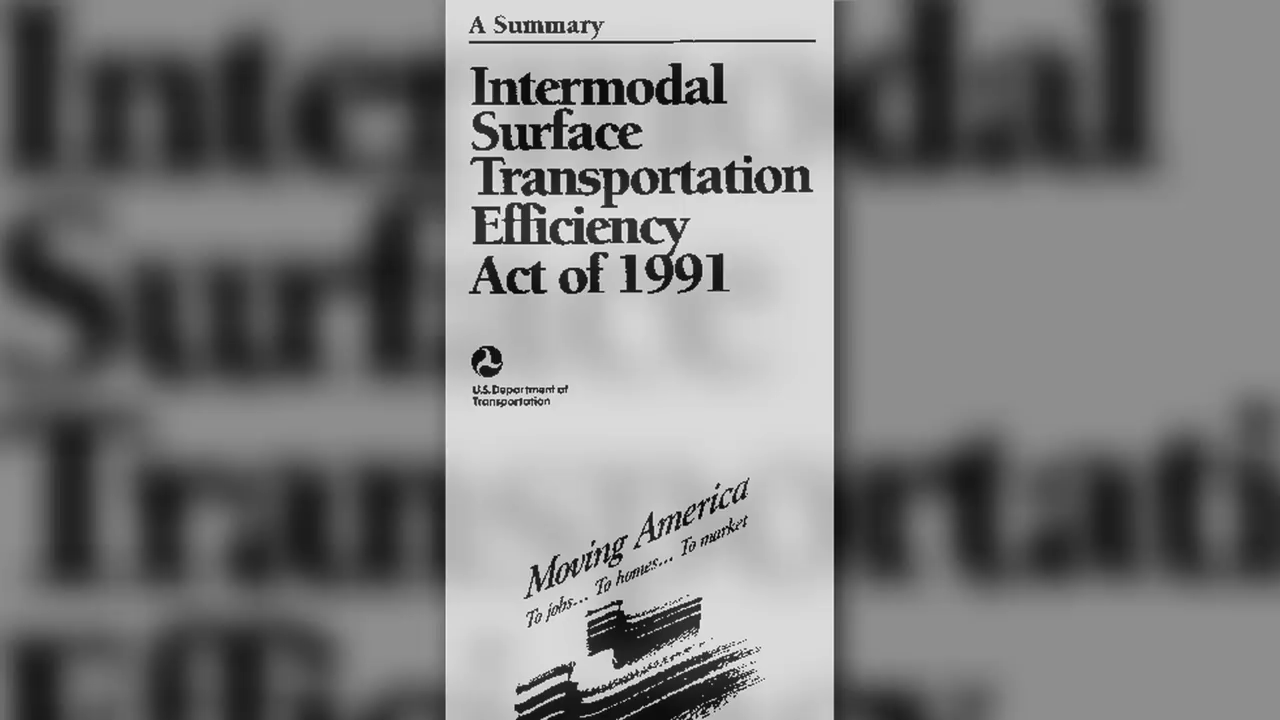 A Summary
Intermodal
Surface
Transportation
Efficiency
Act of 1991
U.S. Department of
Transportation
Moving America
To jobs... To homes... To market